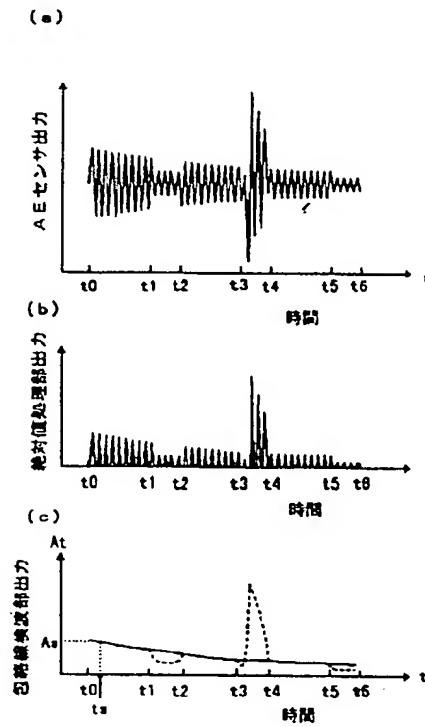 (a)
AEセンサ出力
t
t0 t1 t2 t3 t4 t5 t6
時間
(b)
絶対値処理部出力
t
t0 t1 t2 t3 t4 t5 t6
時間
(c)
At
包絡線検波部出力
As
t
t0 t1 t2 t3 t4 t5 t6
ts
時間